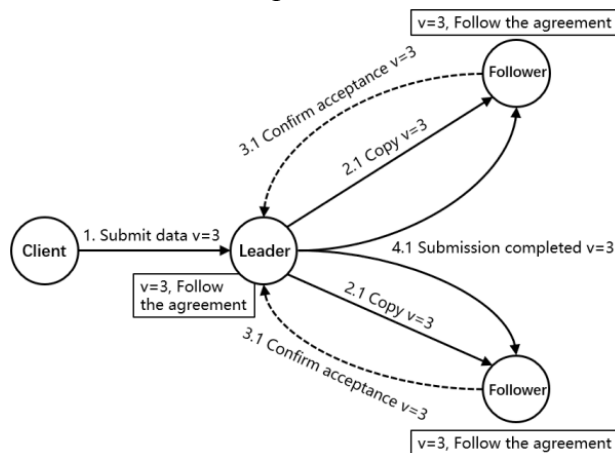 v=3, Follow the agreement
Follower
3.1 Confirm acceptance v=3
2.1 Copy v=3
1. Submit data v=3
Client
Leader
4.1 Submission completed v=3
v=3, Follow
the agreement
2.1 Copy v=3
3.1 Confirm acceptance v=3
Follower
v=3, Follow the agreement